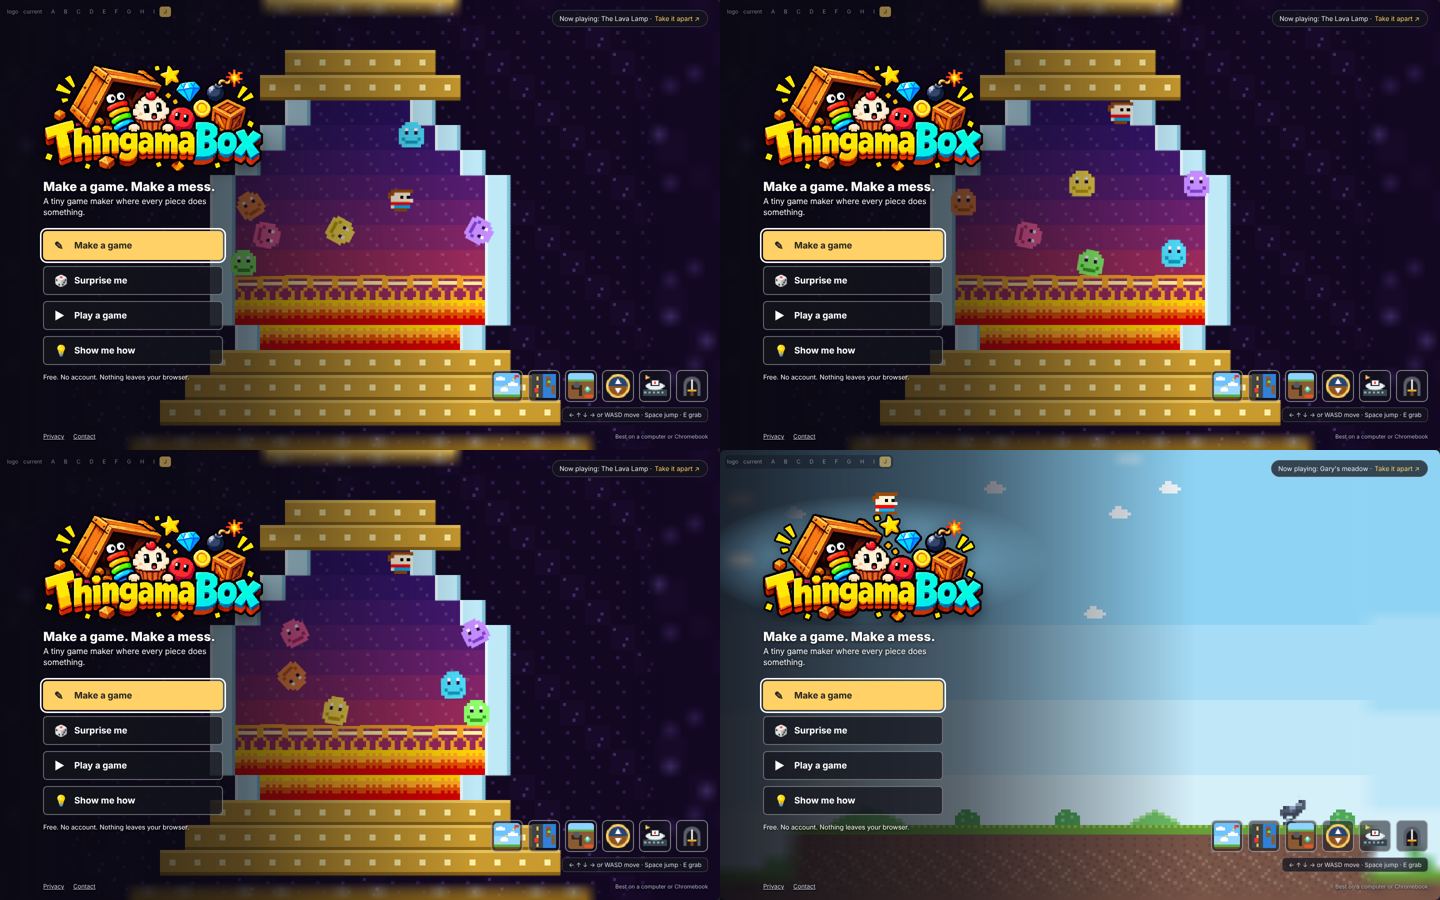 logo current A B C D E F G H I J
Now playing: The Lava Lamp · Take it apart ↗
ThingamaBox
Make a game. Make a mess.
A tiny game maker where every piece does
something.
Make a game
Surprise me
Play a game
Show me how
Free. No account. Nothing leaves your browser.
← ↑ ↓ → or WASD move · Space jump · E grab
Privacy Contact
Best on a computer or Chromebook
logo current A B C D E F G H I J
Now playing: The Lava Lamp · Take it apart ↗
ThingamaBox
Make a game. Make a mess.
A tiny game maker where every piece does
something.
Make a game
Surprise me
Play a game
Show me how
Free. No account. Nothing leaves your browser.
← ↑ ↓ → or WASD move · Space jump · E grab
Privacy Contact
Best on a computer or Chromebook
logo current A B C D E F G H I J
Now playing: The Lava Lamp · Take it apart ↗
ThingamaBox
Make a game. Make a mess.
A tiny game maker where every piece does
something.
Make a game
Surprise me
Play a game
Show me how
Free. No account. Nothing leaves your browser.
← ↑ ↓ → or WASD move · Space jump · E grab
Privacy Contact
Best on a computer or Chromebook
logo current A B C D E F G H I J
Now playing: Gary's meadow · Take it apart ↗
ThingamaBox
Make a game. Make a mess.
A tiny game maker where every piece does
something.
Make a game
Surprise me
Play a game
Show me how
Free. No account. Nothing leaves your browser.
← ↑ ↓ → or WASD move · Space jump · E grab
Privacy Contact
Best on a computer or Chromebook